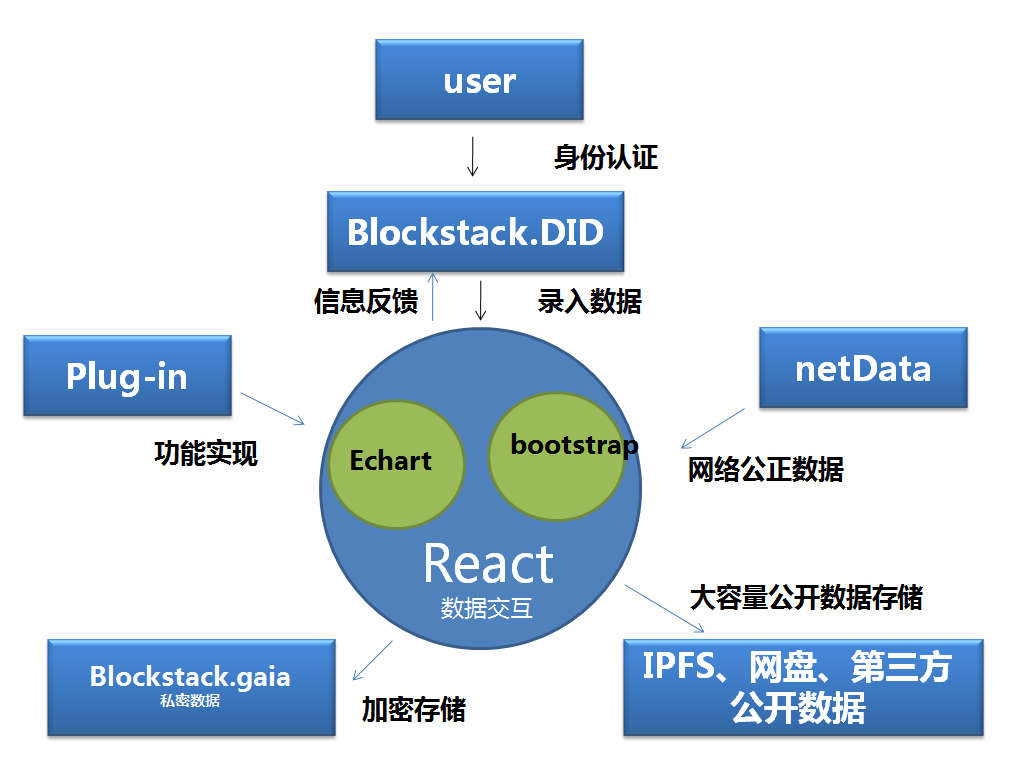 user
身份认证
Blockstack.DID
信息反馈
录入数据
Plug-in
netData
功能实现
Echart
bootstrap
网络公正数据
React
数据交互
大容量公开数据存储
Blockstack.gaia
私密数据
加密存储
IPFS、网盘、第三方
公开数据